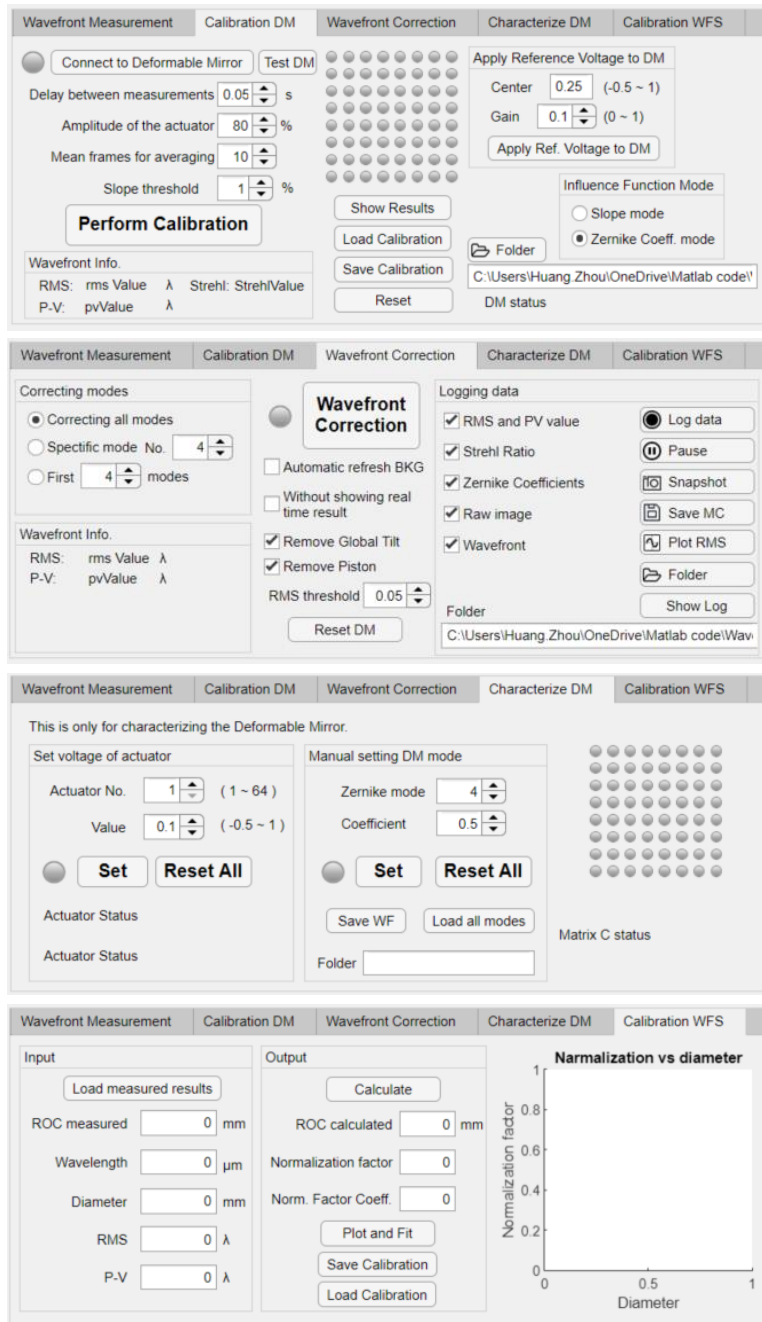 Wavefront Measurement Calibration DM Wavefront Correction Characterize DM Calibration WFS
Connect to Deformable Mirror Test DM
Delay between measurements 0.05 s
Amplitude of the actuator 80 %
Mean frames for averaging 10
Slope threshold 1 %
Perform Calibration
Wavefront Info.
RMS: rms Value λ Strehl: StrehlValue
P-V: pvValue λ
Show Results
Load Calibration
Save Calibration
Reset
Apply Reference Voltage to DM
Center 0.25 (-0.5 ~ 1)
Gain 0.1 (0 ~ 1)
Apply Ref. Voltage to DM
Influence Function Mode
Slope mode
Zernike Coeff. mode
Folder
C:\Users\Huang.Zhou\OneDrive\Matlab code\
DM status
Wavefront Measurement Calibration DM Wavefront Correction Characterize DM Calibration WFS
Correcting modes
Correcting all modes
Spectific mode No. 4
First 4 modes
Wavefront Info.
RMS: rms Value λ
P-V: pvValue λ
Wavefront
Correction
Automatic refresh BKG
Without showing real
time result
Remove Global Tilt
Remove Piston
RMS threshold 0.05
Reset DM
Logging data
RMS and PV value Log data
Strehl Ratio Pause
Zernike Coefficients Snapshot
Raw image Save MC
Wavefront Plot RMS
Folder
Folder Show Log
C:\Users\Huang.Zhou\OneDrive\Matlab code\Wav
Wavefront Measurement Calibration DM Wavefront Correction Characterize DM Calibration WFS
This is only for characterizing the Deformable Mirror.
Set voltage of actuator
Actuator No. 1 ( 1 ~ 64 )
Value 0.1 ( -0.5 ~ 1 )
Set Reset All
Actuator Status
Actuator Status
Manual setting DM mode
Zernike mode 4
Coefficient 0.5
Set Reset All
Save WF Load all modes
Folder
Matrix C status
Wavefront Measurement Calibration DM Wavefront Correction Characterize DM Calibration WFS
Input
Load measured results
ROC measured 0 mm
Wavelength 0 μm
Diameter 0 mm
RMS 0 λ
P-V 0 λ
Output
Calculate
ROC calculated 0 mm
Normalization factor 0
Norm. Factor Coeff. 0
Plot and Fit
Save Calibration
Load Calibration
Narmalization vs diameter
Normalization factor
1
0.8
0.6
0.4
0.2
0
0 0.5 1
Diameter